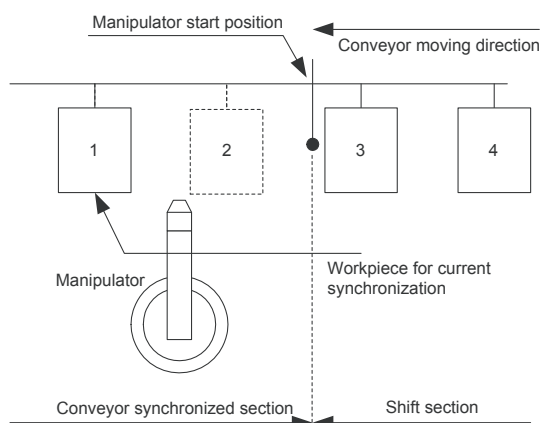 Manipulator start position
Conveyor moving direction
1
2
3
4
Manipulator
Workpiece for current
synchronization
Conveyor synchronized section
Shift section